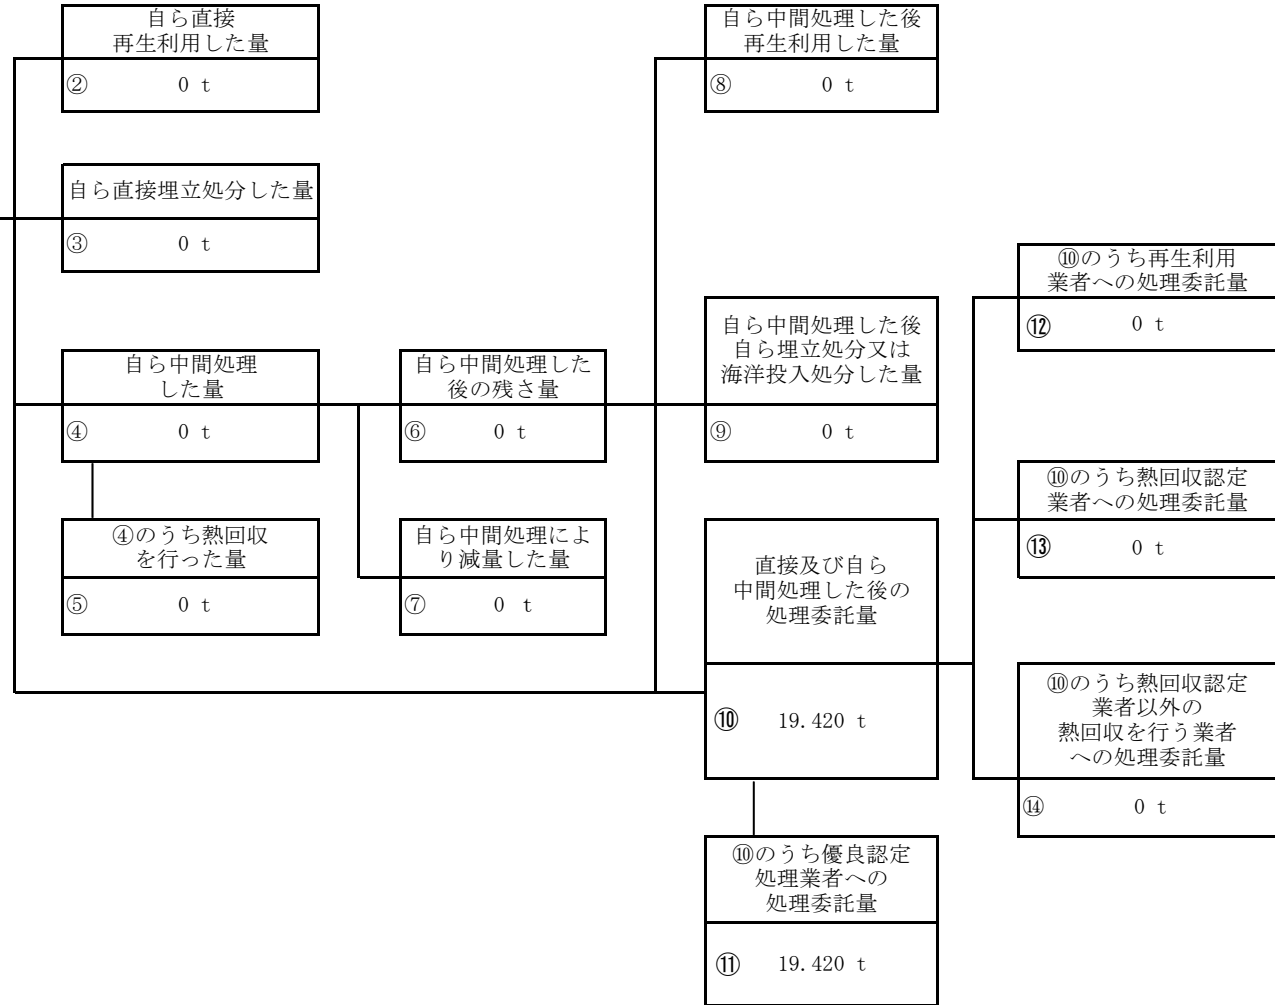 自ら直接
再生利用した量
② 0 t
自ら直接埋立処分した量
③ 0 t
自ら中間処理
した量
④ 0 t
④のうち熱回収
を行った量
⑤ 0 t
自ら中間処理した
後の残さ量
⑥ 0 t
自ら中間処理によ
り減量した量
⑦ 0 t
自ら中間処理した後
再生利用した量
⑧ 0 t
自ら中間処理した後
自ら埋立処分又は
海洋投入処分した量
⑨ 0 t
直接及び自ら
中間処理した後の
処理委託量
⑩ 19.420 t
⑩のうち優良認定
処理業者への
処理委託量
⑪ 19.420 t
⑩のうち再生利用
業者への処理委託量
⑫ 0 t
⑩のうち熱回収認定
業者への処理委託量
⑬ 0 t
⑩のうち熱回収認定
業者以外の
熱回収を行う業者
への処理委託量
⑭ 0 t